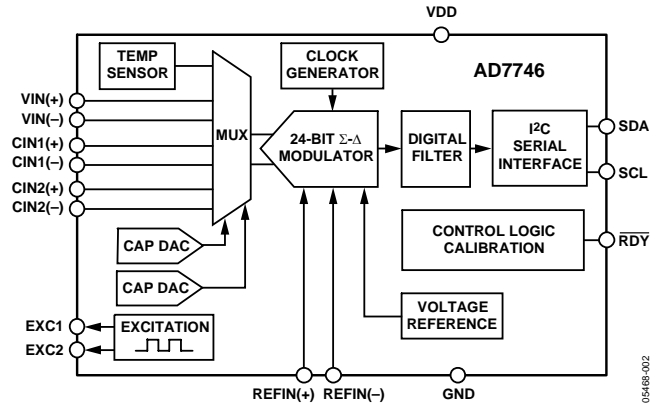 VDD
TEMP
SENSOR
CLOCK
GENERATOR
AD7746
VIN(+)
VIN(–)
CIN1(+)
CIN1(–)
CIN2(+)
CIN2(–)
MUX
24-BIT Σ-Δ
MODULATOR
DIGITAL
FILTER
I²C
SERIAL
INTERFACE
SDA
SCL
CAP DAC
CONTROL LOGIC
CALIBRATION
R̅D̅Y̅
CAP DAC
EXC1
EXC2
EXCITATION
VOLTAGE
REFERENCE
REFIN(+)
REFIN(–)
GND
05468-002